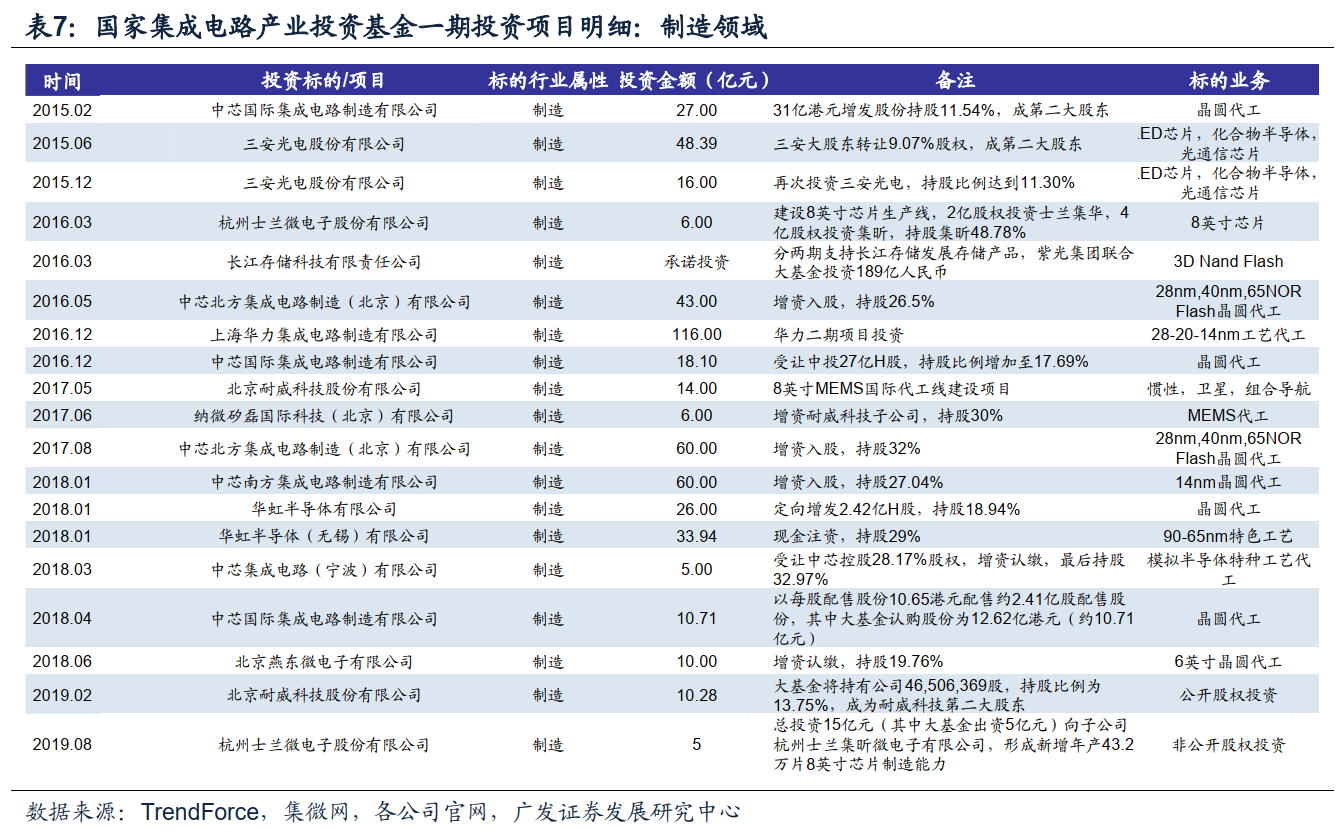 表7：国家集成电路产业投资基金一期投资项目明细：制造领域
时间 投资标的/项目 标的行业属性 投资金额（亿元） 备注 标的业务
2015.02 中芯国际集成电路制造有限公司 制造 27.00 31亿港元增发股份持股11.54%，成第二大股东 晶圆代工
2015.06 三安光电股份有限公司 制造 48.39 三安大股东转让9.07%股权，成第二大股东 LED芯片，化合物半导体，
光通信芯片
2015.12 三安光电股份有限公司 制造 16.00 再次投资三安光电，持股比例达到11.30% LED芯片，化合物半导体，
光通信芯片
2016.03 杭州士兰微电子股份有限公司 制造 6.00 建设8英寸芯片生产线，2亿股权投资士兰集华，4
亿股权投资集昕，持股集昕48.78% 8英寸芯片
2016.03 长江存储科技有限责任公司 制造 承诺投资 分两期支持长江存储发展存储产品，紫光集团联合
大基金投资189亿人民币 3D Nand Flash
2016.05 中芯北方集成电路制造（北京）有限公司 制造 43.00 增资入股，持股26.5% 28nm,40nm,65NOR
Flash晶圆代工
2016.12 上海华力集成电路制造有限公司 制造 116.00 华力二期项目投资 28-20-14nm工艺代工
2016.12 中芯国际集成电路制造有限公司 制造 18.10 受让中投27亿H股，持股比例增加至17.69% 晶圆代工
2017.05 北京耐威科技股份有限公司 制造 14.00 8英寸MEMS国际代工线建设项目 惯性，卫星，组合导航
2017.06 纳微矽磊国际科技（北京）有限公司 制造 6.00 增资耐威科技子公司，持股30% MEMS代工
2017.08 中芯北方集成电路制造（北京）有限公司 制造 60.00 增资入股，持股32% 28nm,40nm,65NOR
Flash晶圆代工
2018.01 中芯南方集成电路制造有限公司 制造 60.00 增资入股，持股27.04% 14nm晶圆代工
2018.01 华虹半导体有限公司 制造 26.00 定向增发2.42亿H股，持股18.94% 晶圆代工
2018.01 华虹半导体（无锡）有限公司 制造 33.94 现金注资，持股29% 90-65nm特色工艺
2018.03 中芯集成电路（宁波）有限公司 制造 5.00 受让中芯控股28.17%股权，增资认缴，最后持股
32.97% 模拟半导体特种工艺代
工
2018.04 中芯国际集成电路制造有限公司 制造 10.71 以每股配售股份10.65港元配售约2.41亿股配售股
份，其中大基金认购股份为12.62亿港元（约10.71
亿元） 晶圆代工
2018.06 北京燕东微电子有限公司 制造 10.00 增资认缴，持股19.76% 6英寸晶圆代工
2019.02 北京耐威科技股份有限公司 制造 10.28 大基金将持有公司46,506,369股，持股比例为
13.75%，成为耐威科技第二大股东 公开股权投资
2019.08 杭州士兰微电子股份有限公司 制造 5 总投资15亿元（其中大基金出资5亿元）向子公司
杭州士兰集昕微电子有限公司，形成新增年产43.2
万片8英寸芯片制造能力 非公开股权投资
数据来源：TrendForce，集微网，各公司官网，广发证券发展研究中心